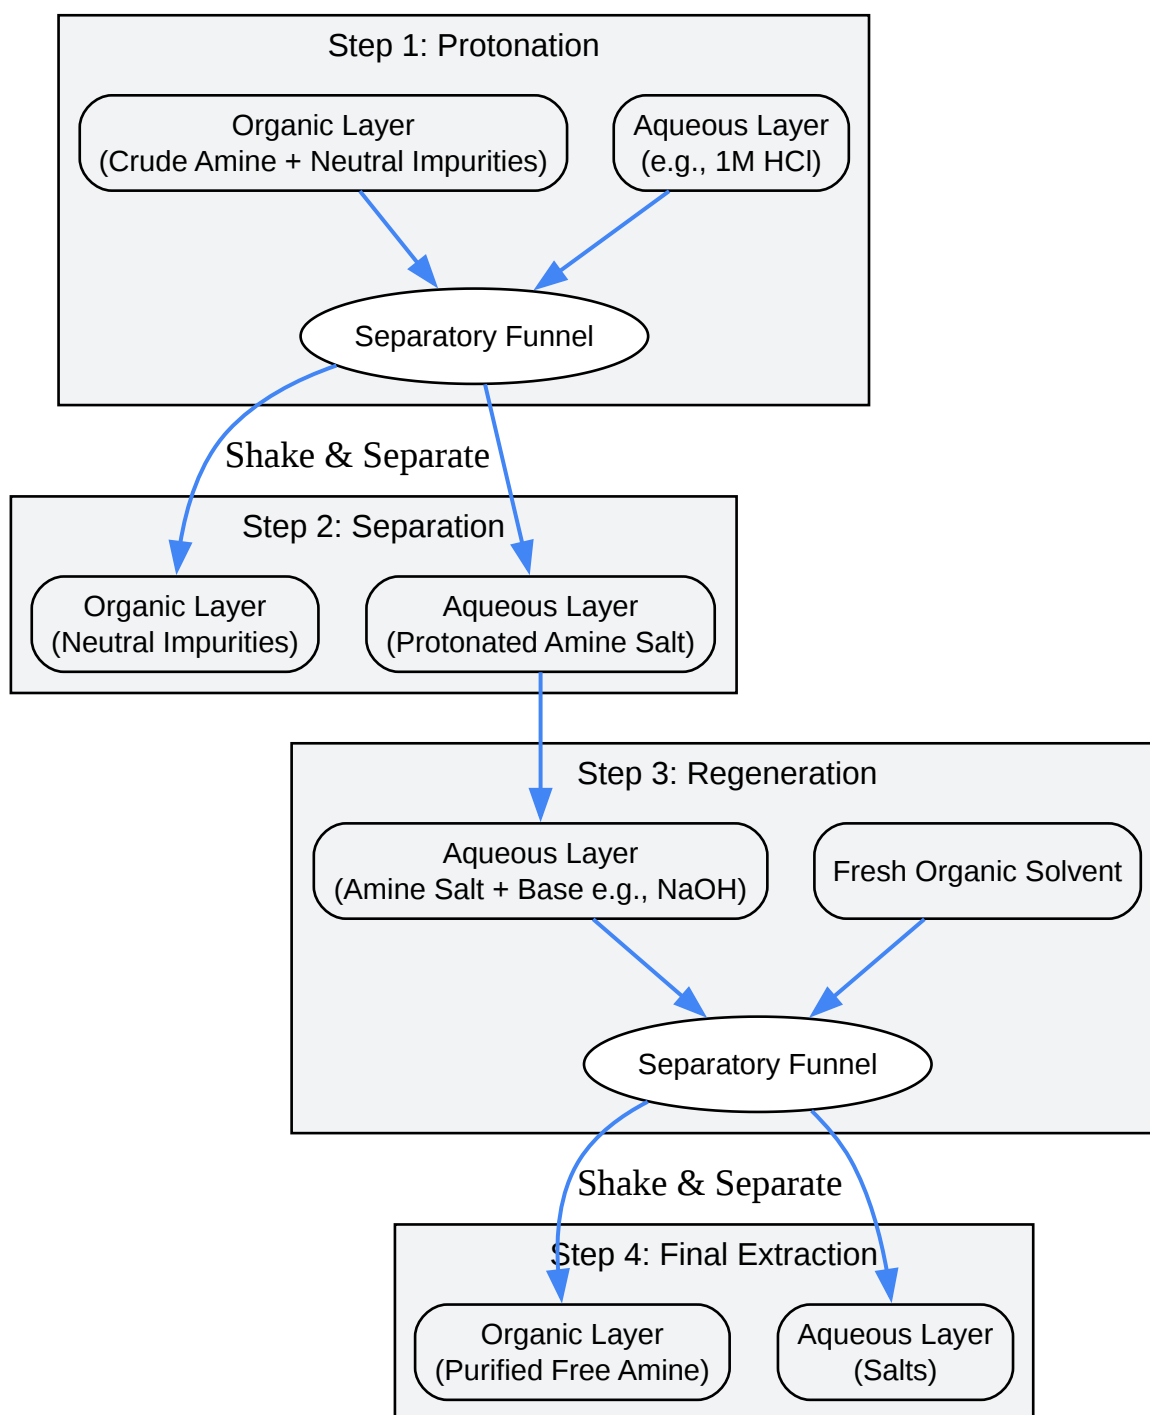 Step 1: Protonation
Organic Layer
(Crude Amine + Neutral Impurities)
Aqueous Layer
(e.g., 1M HCl)
Separatory Funnel
Shake & Separate
Step 2: Separation
Organic Layer
(Neutral Impurities)
Aqueous Layer
(Protonated Amine Salt)
Step 3: Regeneration
Aqueous Layer
(Amine Salt + Base e.g., NaOH)
Fresh Organic Solvent
Separatory Funnel
Shake & Separate
Step 4: Final Extraction
Organic Layer
(Purified Free Amine)
Aqueous Layer
(Salts)